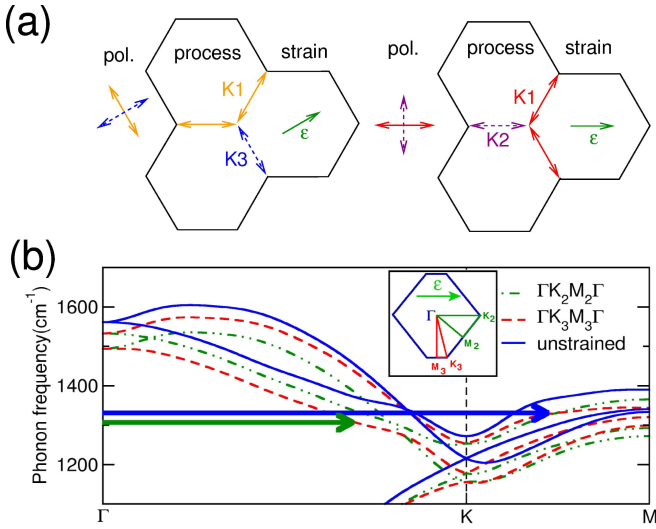 (a)
pol. process strain pol. process strain
K1 K1
ε ε
K3 K2
(b)
Phonon frequency(cm⁻¹)
1600
1400
1200
ε
Γ K₂
M₂
M₃ K₃
ΓK₂M₂Γ
ΓK₃M₃Γ
unstrained
Γ K M